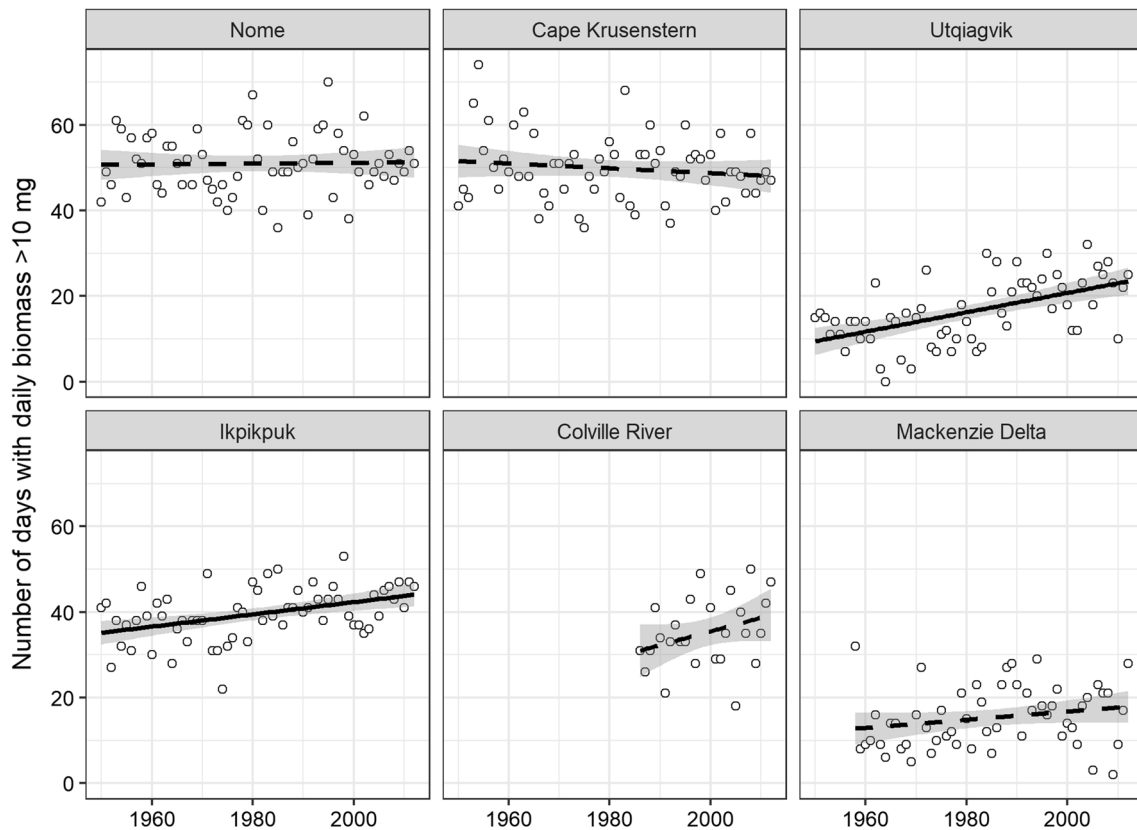 Nome
Cape Krusenstern
Utqiagvik
60
40
20
0
Number of days with daily biomass >10 mg
Ikpikpuk
Colville River
Mackenzie Delta
60
40
20
0
1960
1980
2000
1960
1980
2000
1960
1980
2000